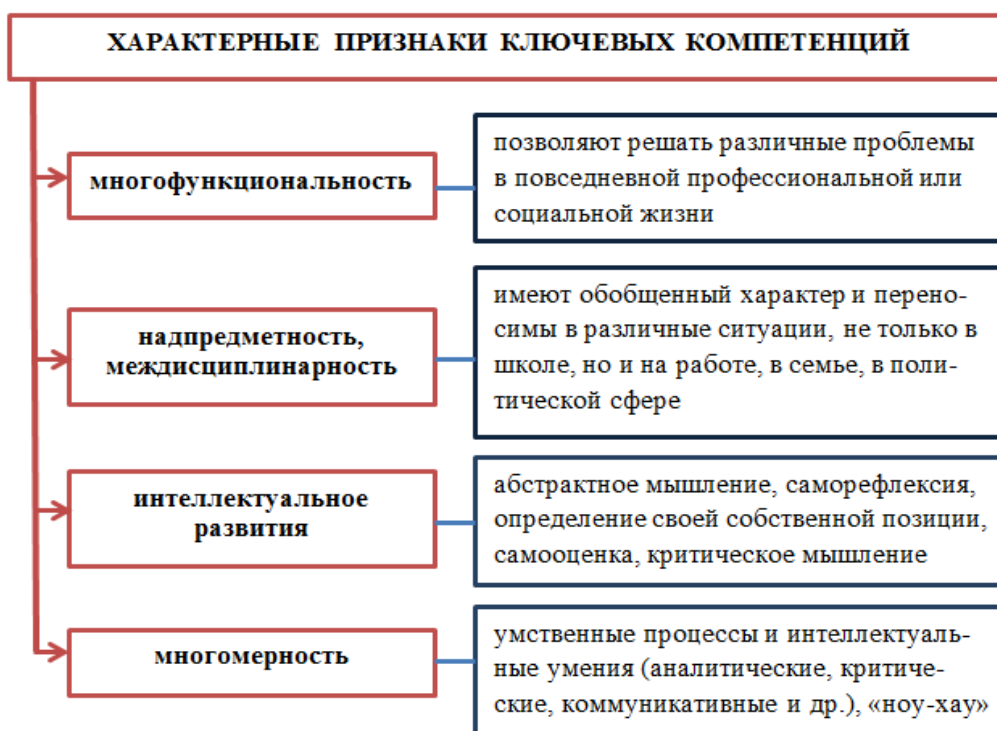 ХАРАКТЕРНЫЕ ПРИЗНАКИ КЛЮЧЕВЫХ КОМПЕТЕНЦИЙ
многофункциональность
позволяют решать различные проблемы
в повседневной профессиональной или
социальной жизни
надпредметность,
междисциплинарность
имеют обобщенный характер и перено-
симы в различные ситуации, не только в
школе, но и на работе, в семье, в поли-
тической сфере
интеллектуальное
развития
абстрактное мышление, саморефлексия,
определение своей собственной позиции,
самооценка, критическое мышление
многомерность
умственные процессы и интеллектуаль-
ные умения (аналитические, критиче-
ские, коммуникативные и др.), «ноу-хау»